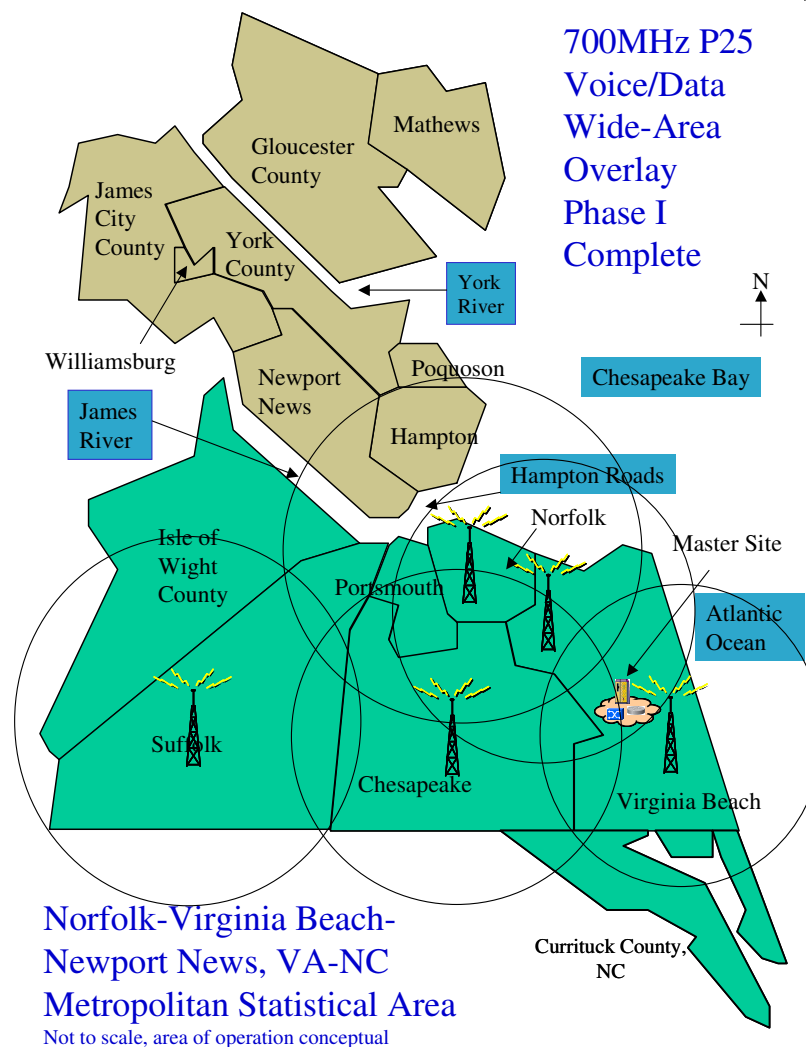 700MHz P25
Voice/Data
Wide-Area
Overlay
Phase I
Complete
Mathews
Gloucester
County
James
City
County
York
County
York
River
N
Williamsburg
Poquoson
Chesapeake Bay
Newport
News
James
River
Hampton
Hampton Roads
Norfolk
Master Site
Isle of
Wight
County
Portsmouth
Atlantic
Ocean
Suffolk
Chesapeake
Virginia Beach
Norfolk-Virginia Beach-
Newport News, VA-NC
Metropolitan Statistical Area
Not to scale, area of operation conceptual
Currituck County,
NC